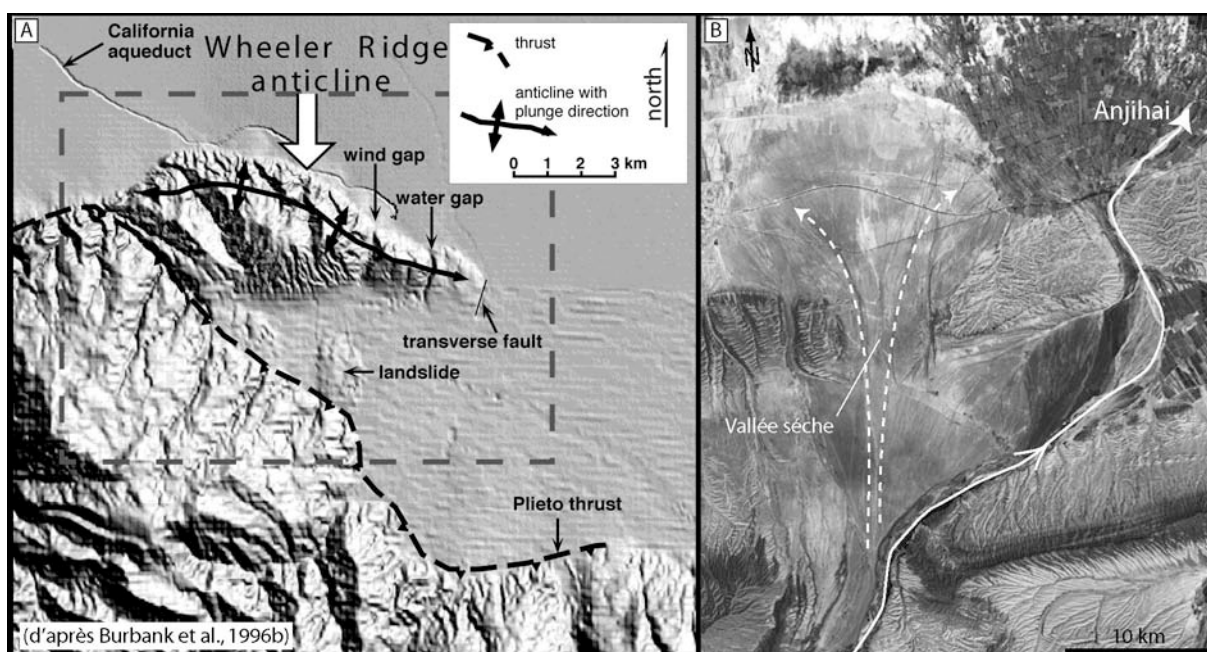 A
California
aqueduct
Wheeler Ridge
anticline
thrust
anticline with
plunge direction
north
0 1 2 3 km
wind gap
water gap
transverse fault
landslide
Plieto thrust
(d'après Burbank et al., 1996b)
B
N
Anjihai
Vallée séche
10 km